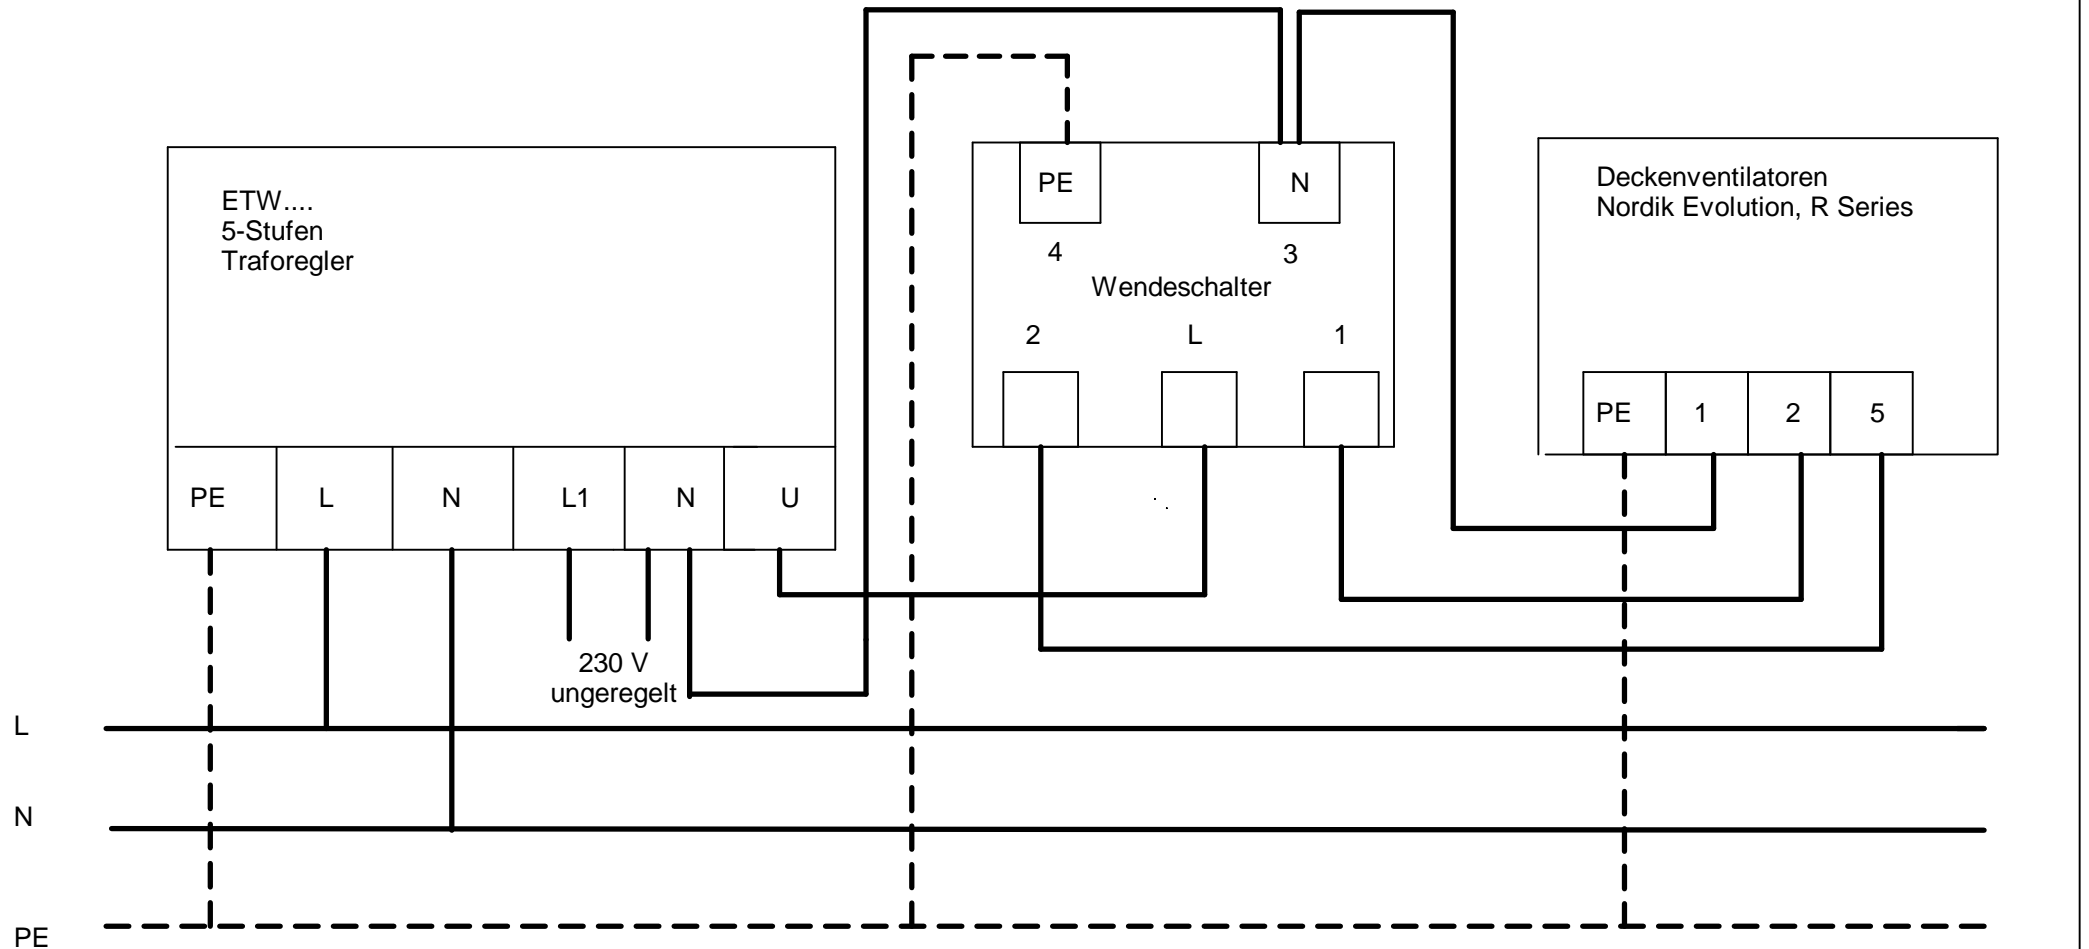 ETW....
5-Stufen
Traforegler
PE L N L1 N U
230 V
ungeregelt
PE N
4 3
Wendeschalter
2 L 1
Deckenventilatoren
Nordik Evolution, R Series
PE 1 2 5
L
N
PE